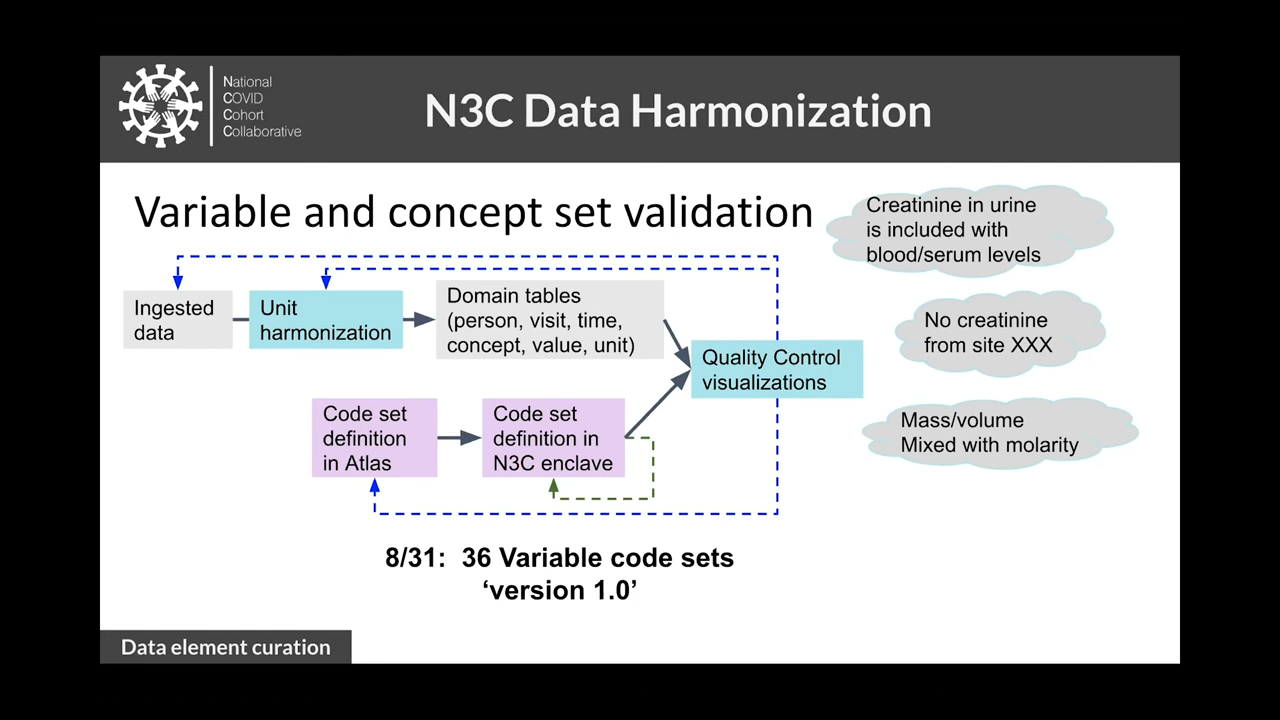 National
COVID
Cohort
Collaborative
N3C Data Harmonization
Variable and concept set validation
Creatinine in urine
is included with
blood/serum levels
Ingested
data
Unit
harmonization
Domain tables
(person, visit, time,
concept, value, unit)
No creatinine
from site XXX
Quality Control
visualizations
Code set
definition
in Atlas
Code set
definition in
N3C enclave
Mass/volume
Mixed with molarity
8/31:  36 Variable code sets
‘version 1.0’
Data element curation